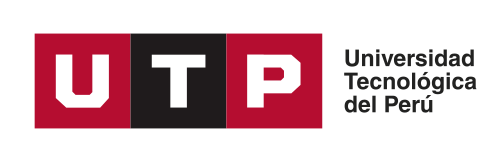 UTP
Universidad
Tecnológica
del Perú